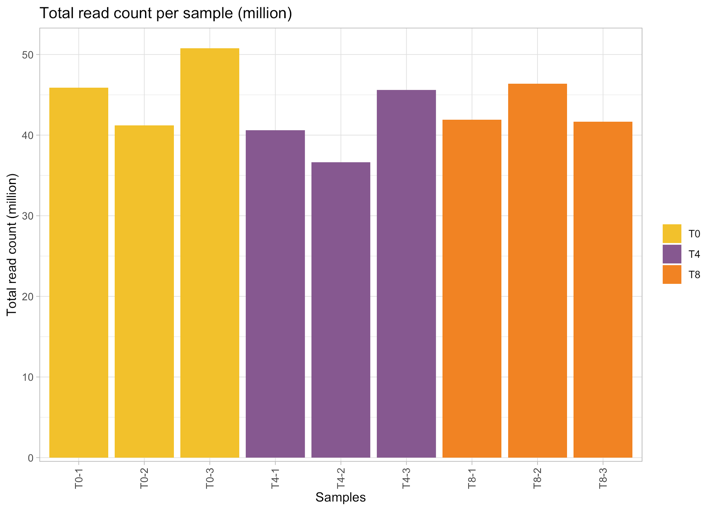 Total read count per sample (million)
Total read count (million)
50
40
30
20
10
0
T0-1
T0-2
T0-3
T4-1
T4-2
T4-3
T8-1
T8-2
T8-3
Samples
T0
T4
T8